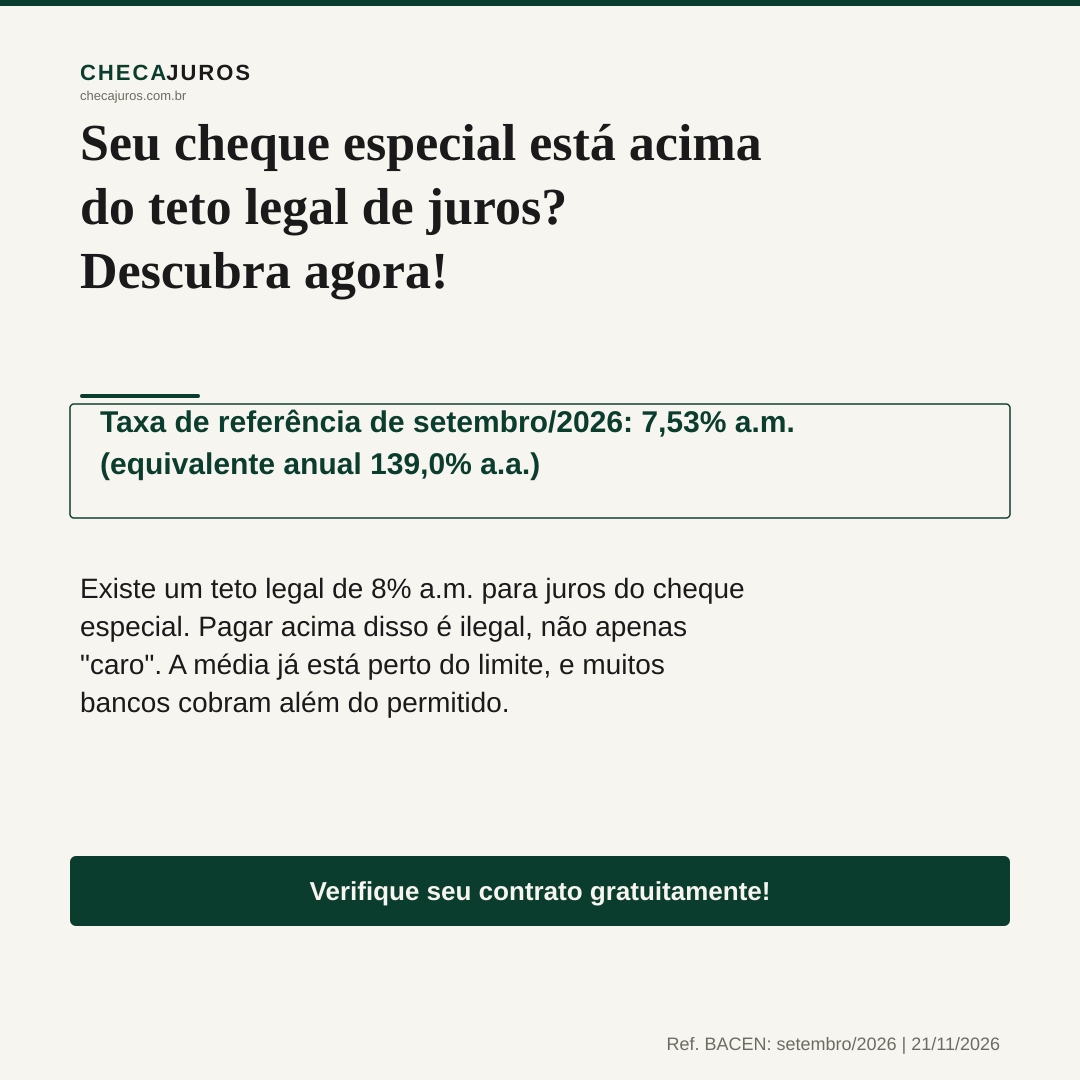 CHECAJUROS
checajuros.com.br
Seu cheque especial está acima
do teto legal de juros?
Descubra agora!
Taxa de referência de setembro/2026: 7,53% a.m.
(equivalente anual 139,0% a.a.)
Existe um teto legal de 8% a.m. para juros do cheque
especial. Pagar acima disso é ilegal, não apenas
"caro". A média já está perto do limite, e muitos
bancos cobram além do permitido.
Verifique seu contrato gratuitamente!
Ref. BACEN: setembro/2026 | 21/11/2026